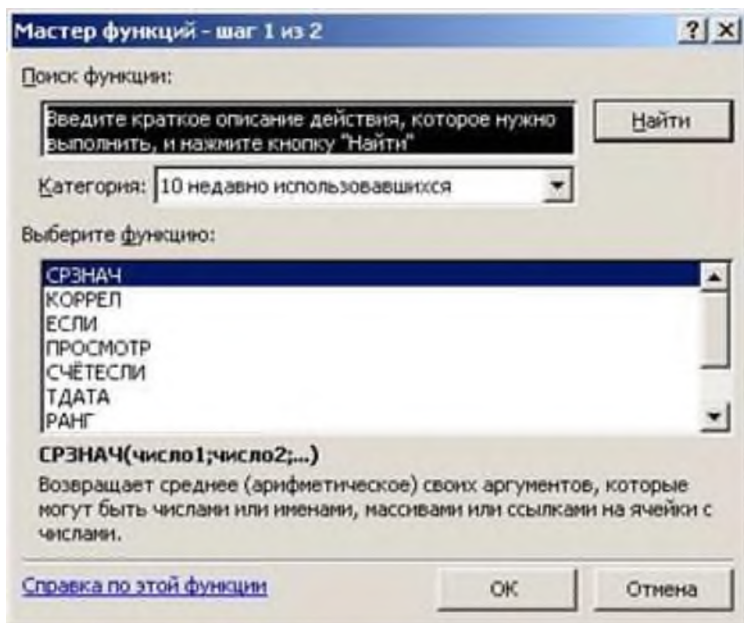 Мастер функций - шаг 1 из 2
Поиск функции:
Введите краткое описание действия, которое нужно
выполнить, и нажмите кнопку "Найти"
Найти
Категория: 10 недавно использовавшихся
Выберите функцию:
СРЗНАЧ
КОРРЕЛ
ЕСЛИ
ПРОСМОТР
СЧЁТЕСЛИ
ТДАТА
РАНГ
СРЗНАЧ(число1;число2;...)
Возвращает среднее (арифметическое) своих аргументов, которые
могут быть числами или именами, массивами или ссылками на ячейки с
числами.
Справка по этой функции
ОК
Отмена